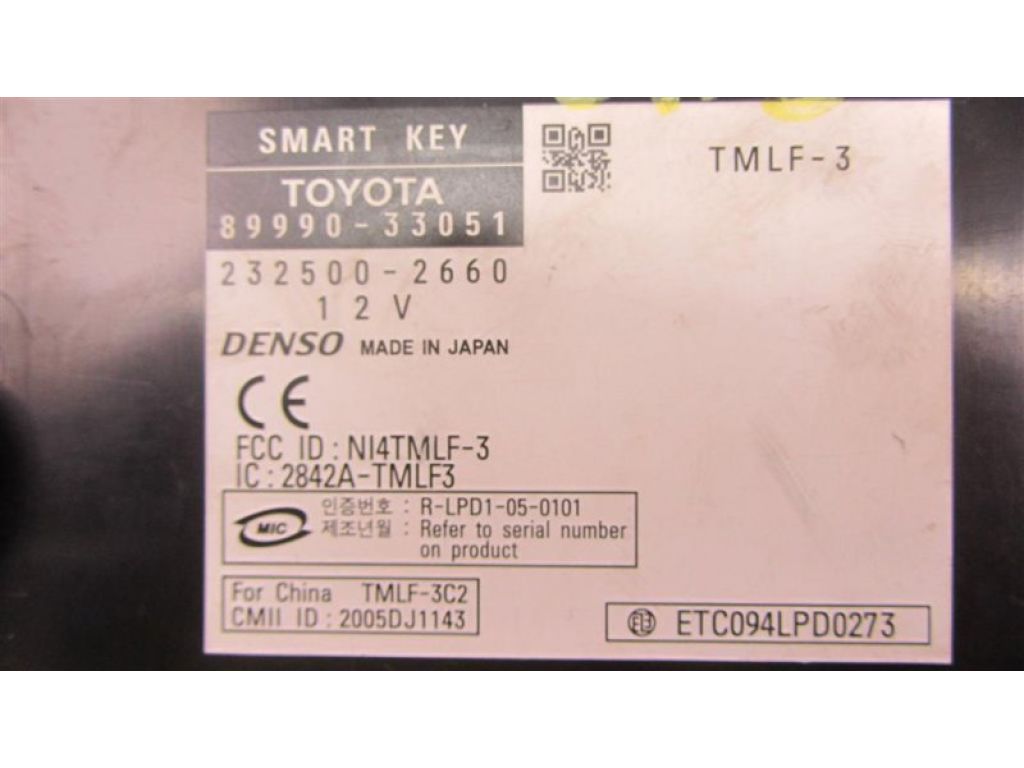 SMART KEY
TMLF-3
TOYOTA
89990-33051
232500-2660
12V
DENSO MADE IN JAPAN
CE
FCC ID : NI4TMLF-3
IC : 2842A-TMLF3
MIC
인증번호 : R-LPD1-05-0101
제조년월 : Refer to serial number
on product
For China TMLF-3C2
CMII ID : 2005DJ1143
ETC094LPD0273